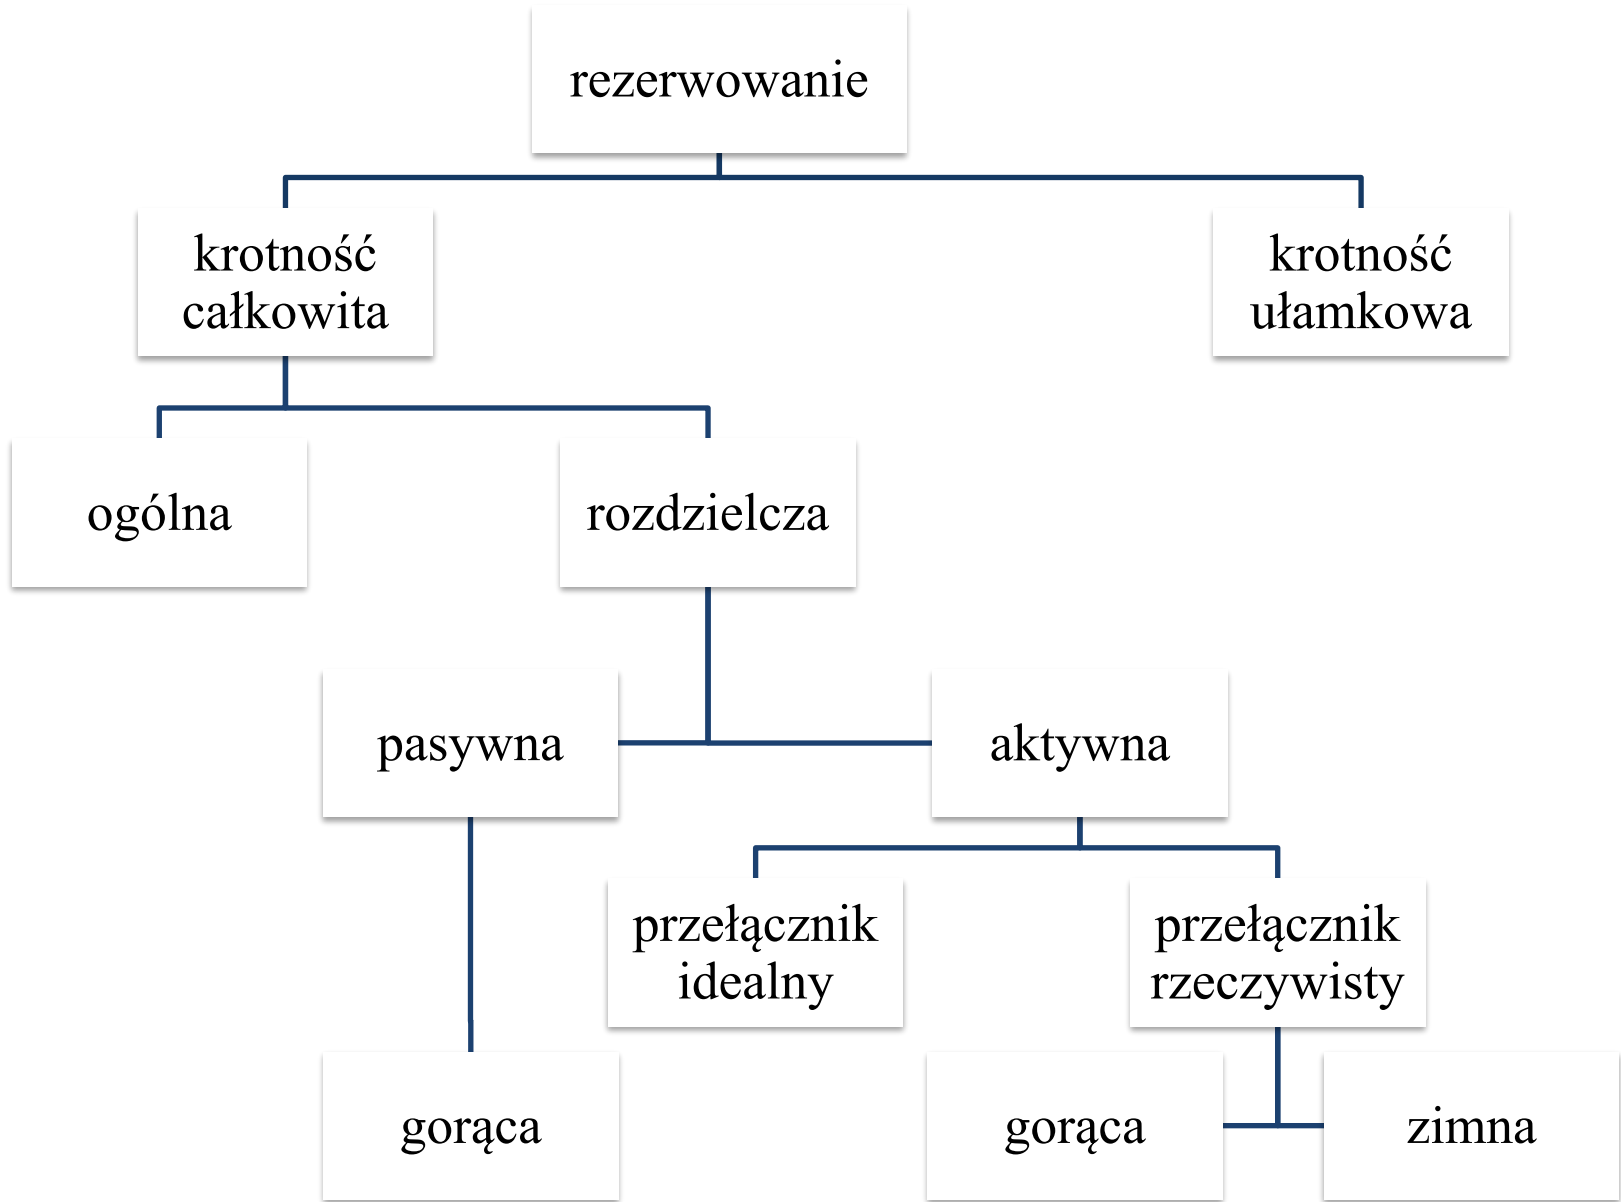 rezerwowanie
krotność
całkowita
krotność
ułamkowa
ogólna
rozdzielcza
pasywna
aktywna
przełącznik
idealny
przełącznik
rzeczywisty
gorąca
gorąca
zimna